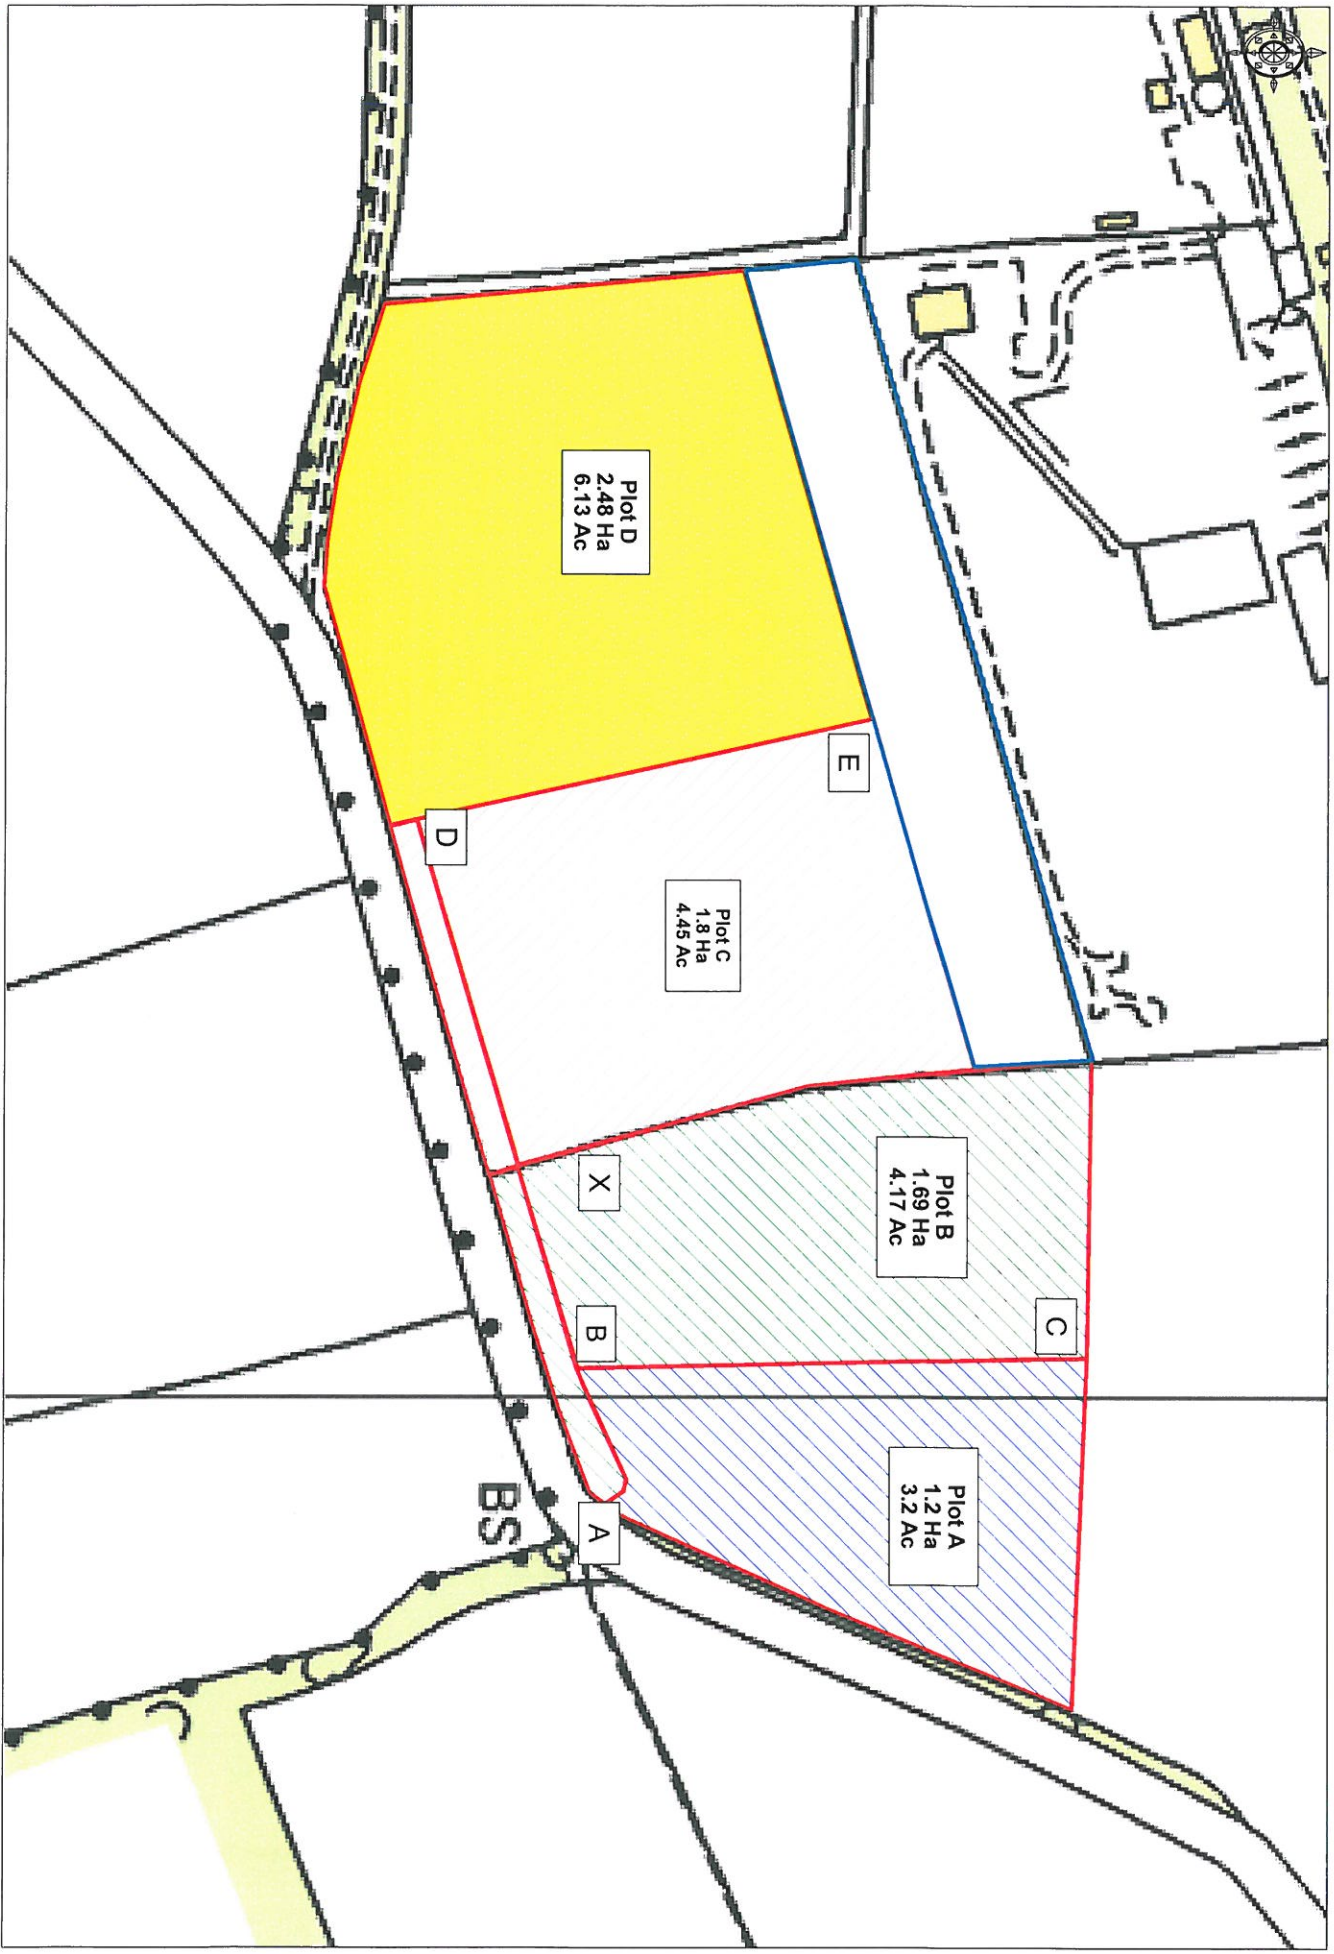 Plot D
2.48 Ha
6.13 Ac
E
D
Plot C
1.8 Ha
4.45 Ac
X
Plot B
1.69 Ha
4.17 Ac
B
C
Plot A
1.2 Ha
3.2 Ac
A
BS